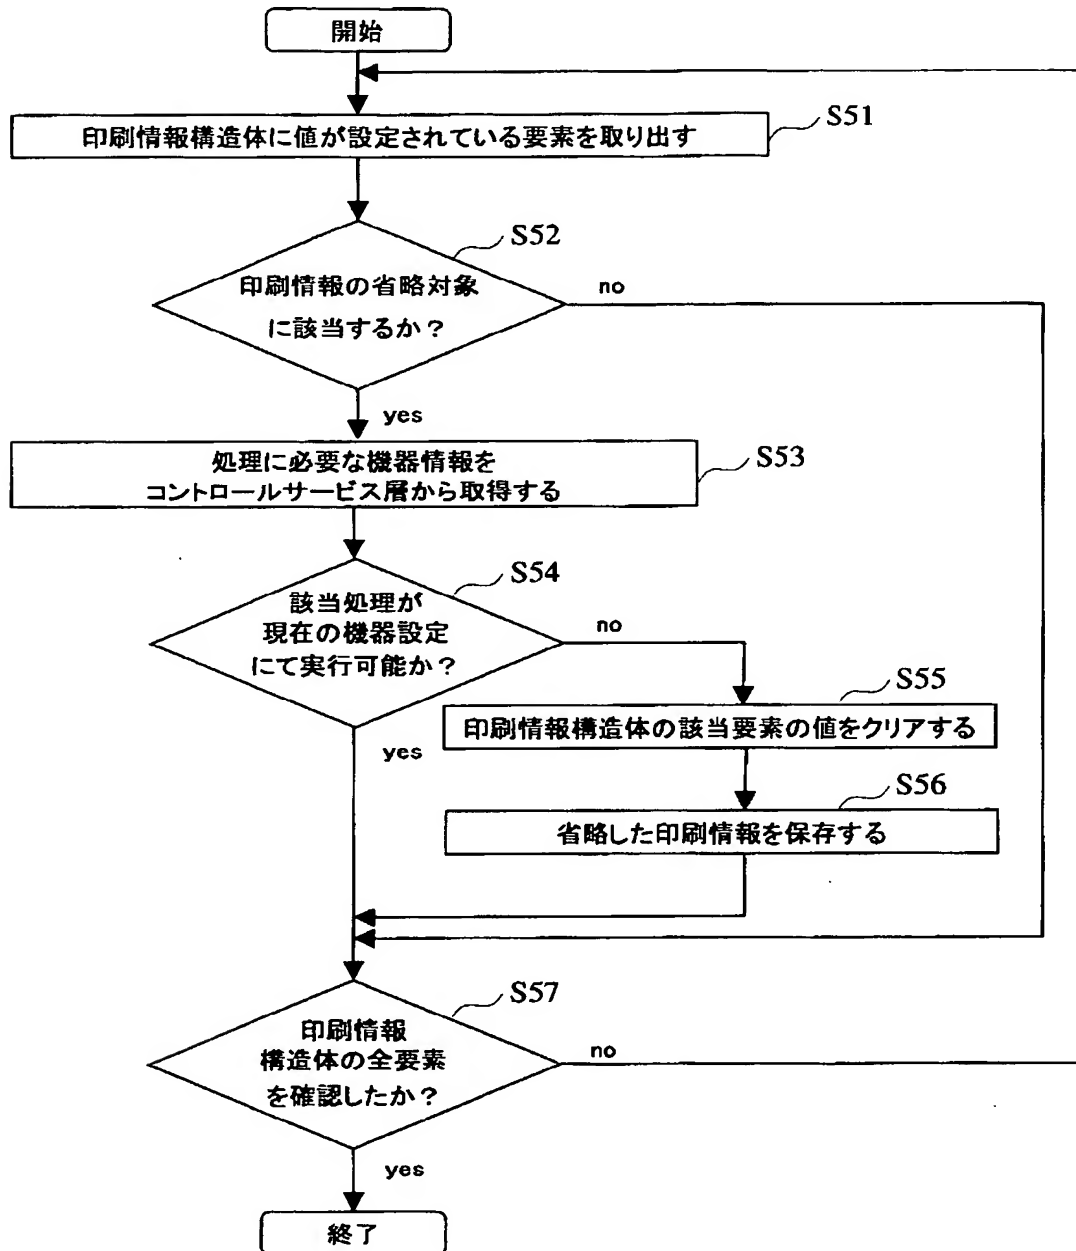 開始
印刷情報構造体に値が設定されている要素を取り出す
S51
S52
印刷情報の省略対象
に該当するか？
no
yes
処理に必要な機器情報を
コントロールサービス層から取得する
S53
S54
該当処理が
現在の機器設定
にて実行可能か？
no
yes
S55
印刷情報構造体の該当要素の値をクリアする
S56
省略した印刷情報を保存する
S57
印刷情報
構造体の全要素
を確認したか？
no
yes
終了